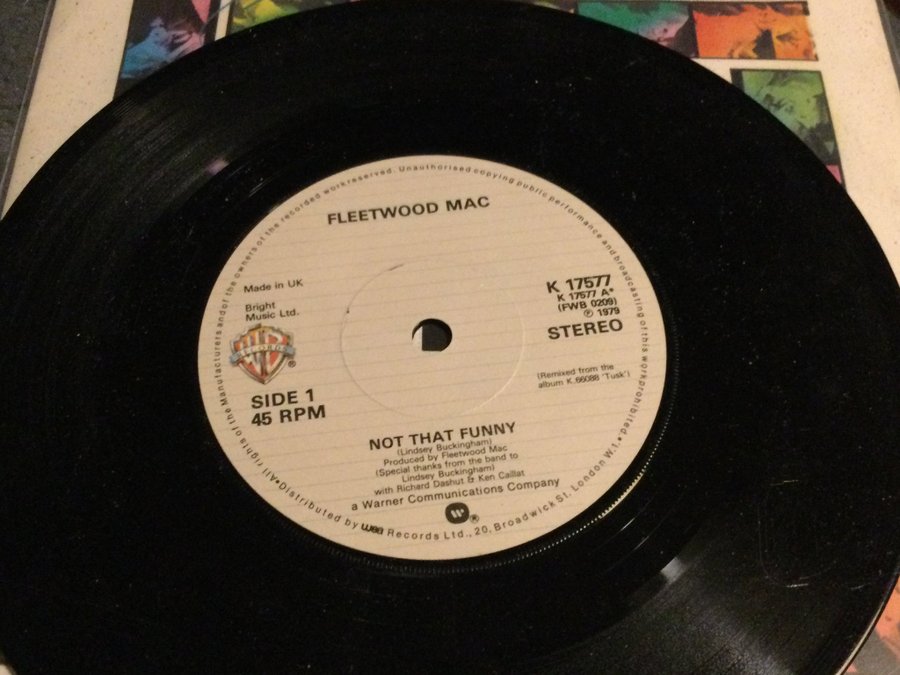 FLEETWOOD MAC
Made in UK
Bright
Music Ltd.
K 17577
K 17577 A*
(FWB 0209)
℗ 1979
STEREO
WB
RECORDS
®
SIDE 1
45 RPM
(Remixed from the
album K.66088 'Tusk')
NOT THAT FUNNY
(Lindsey Buckingham)
Produced by Fleetwood Mac
(Special thanks from the band to
Lindsey Buckingham)
with Richard Dashut & Ken Caillat
a Warner Communications Company
®
•All rights of the Manufacturers and of the owners of the recorded work reserved. Unauthorised copying public performance and broadcasting of this work prohibited.
•Distributed by wea Records Ltd., 20, Broadwick St. London W.1.